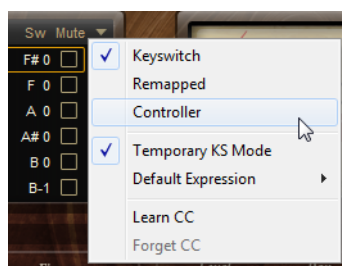 Sw Mute
F# 0
F 0
A 0
A# 0
B 0
B-1
Keyswitch
Remapped
Controller
Temporary KS Mode
Default Expression
Learn CC
Forget CC